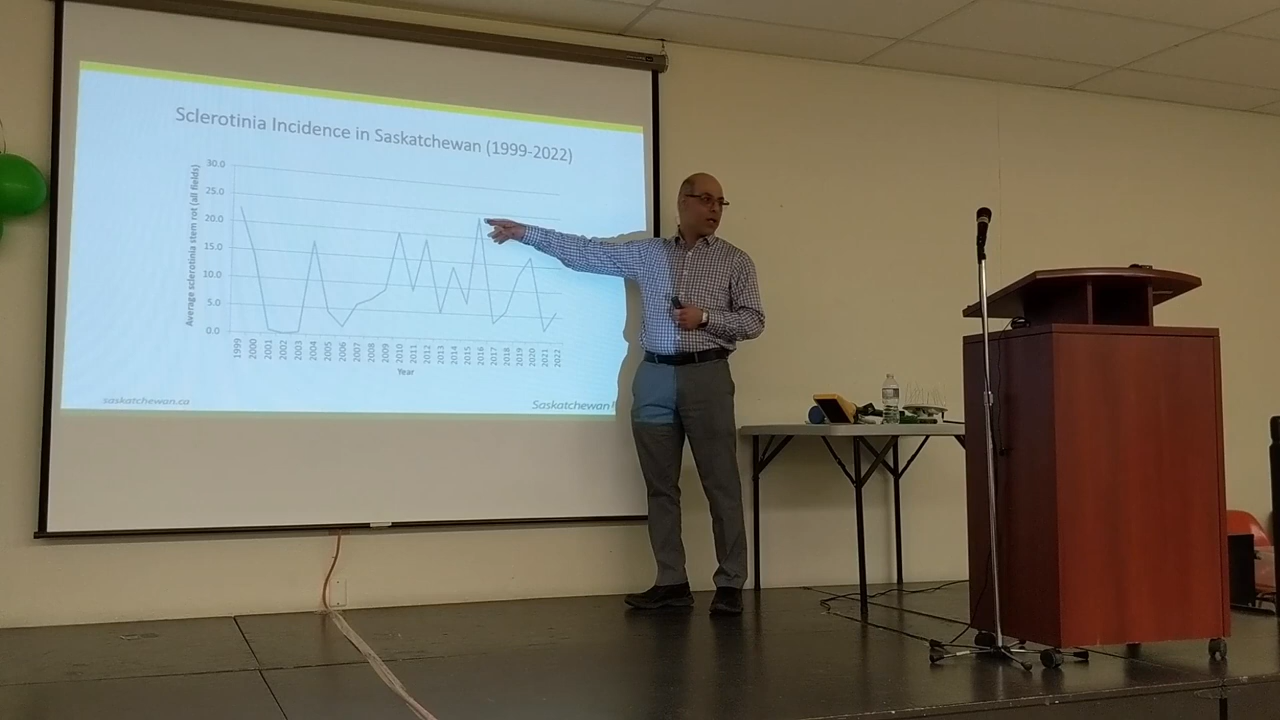 Sclerotinia Incidence in Saskatchewan (1999-2022)
Average sclerotinia stem rot (all fields)
30.0
25.0
20.0
15.0
10.0
5.0
0.0
1999 2000 2001 2002 2003 2004 2005 2006 2007 2008 2009 2010 2011 2012 2013 2014 2015 2016 2017 2018 2019 2020 2021 2022
Year
saskatchewan.ca
Saskatchewan